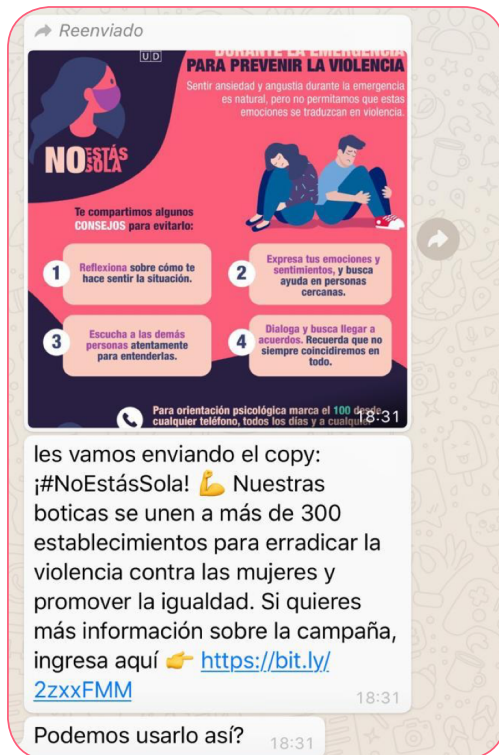 Reenviado
UD
DURANTE LA EMERGENCIA
PARA PREVENIR LA VIOLENCIA
Sentir ansiedad y angustia durante la emergencia
es natural, pero no permitamos que estas
emociones se traduzcan en violencia.
NO ESTÁS
SOLA
Te compartimos algunos
CONSEJOS para evitarlo:
1
Reflexiona sobre cómo te
hace sentir la situación.
2
Expresa tus emociones y
sentimientos, y busca
ayuda en personas
cercanas.
3
Escucha a las demás
personas atentamente
para entenderlas.
4
Dialoga y busca llegar a
acuerdos. Recuerda que no
siempre coincidiremos en
todo.
Para orientación psicológica marca el 100 desde
cualquier teléfono, todos los días y a cualquier
18:31
les vamos enviando el copy:
¡#NoEstásSola! 💪 Nuestras
boticas se unen a más de 300
establecimientos para erradicar la
violencia contra las mujeres y
promover la igualdad. Si quieres
más información sobre la campaña,
ingresa aquí 👉 https://bit.ly/
2zxxFMM
18:31
Podemos usarlo así?
18:31